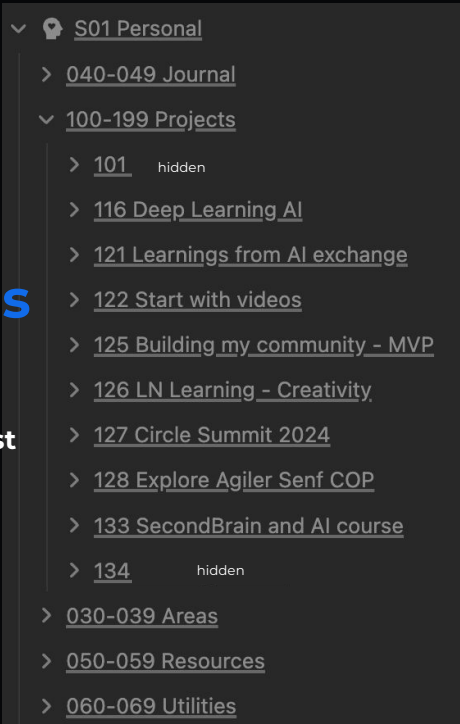 S01 Personal
040-049 Journal
100-199 Projects
101 hidden
116 Deep Learning AI
121 Learnings from AI exchange
s
122 Start with videos
125 Building my community - MVP
126 LN Learning - Creativity
st
127 Circle Summit 2024
128 Explore Agiler Senf COP
133 SecondBrain and AI course
134 hidden
030-039 Areas
050-059 Resources
060-069 Utilities